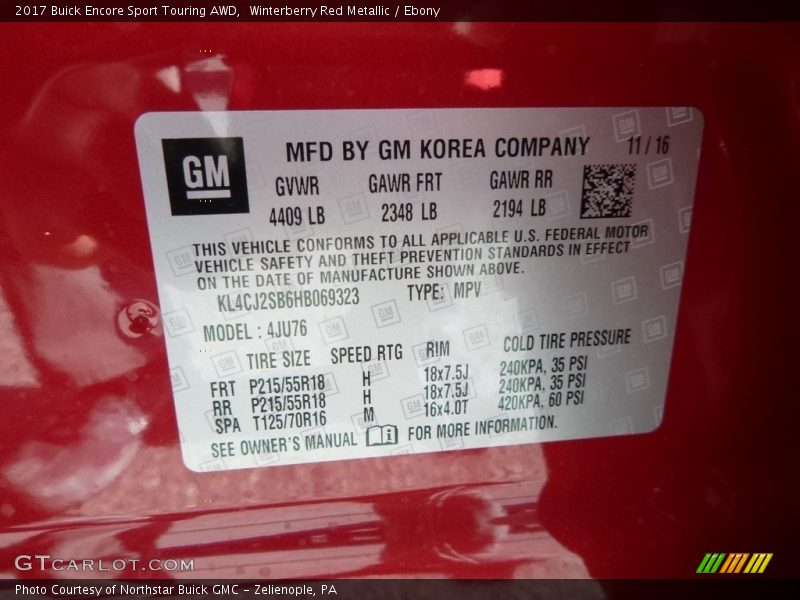 2017 Buick Encore Sport Touring AWD, Winterberry Red Metallic / Ebony
GM
MFD BY GM KOREA COMPANY 11 / 16
GVWR GAWR FRT GAWR RR
4409 LB 2348 LB 2194 LB
THIS VEHICLE CONFORMS TO ALL APPLICABLE U.S. FEDERAL MOTOR
VEHICLE SAFETY AND THEFT PREVENTION STANDARDS IN EFFECT
ON THE DATE OF MANUFACTURE SHOWN ABOVE.
KL4CJ2SB6HB069323 TYPE: MPV
MODEL : 4JU76
TIRE SIZE SPEED RTG RIM COLD TIRE PRESSURE
FRT P215/55R18 H 18x7.5J 240KPA, 35 PSI
RR P215/55R18 H 18x7.5J 240KPA, 35 PSI
SPA T125/70R16 M 16x4.0T 420KPA, 60 PSI
SEE OWNER'S MANUAL FOR MORE INFORMATION.
GTCARLOT.COM
Photo Courtesy of Northstar Buick GMC - Zelienople, PA